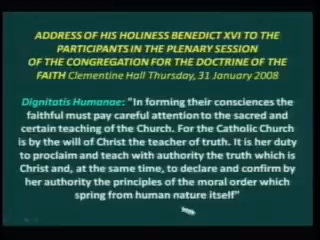 ADDRESS OF HIS HOLINESS BENEDICT XVI TO THE
PARTICIPANTS IN THE PLENARY SESSION
OF THE CONGREGATION FOR THE DOCTRINE OF THE
FAITH Clementine Hall Thursday, 31 January 2008
Dignitatis Humanae: "In forming their consciences the
faithful must pay careful attention to the sacred and
certain teaching of the Church. For the Catholic Church
is by the will of Christ the teacher of truth. It is her duty
to proclaim and teach with authority the truth which is
Christ and, at the same time, to declare and confirm by
her authority the principles of the moral order which
spring from human nature itself"